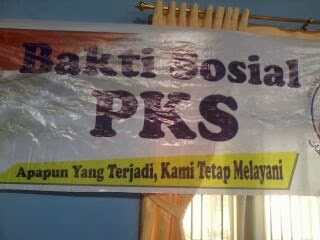 Bakti Sosial
PKS
Apapun Yang Terjadi, Kami Tetap Melayani